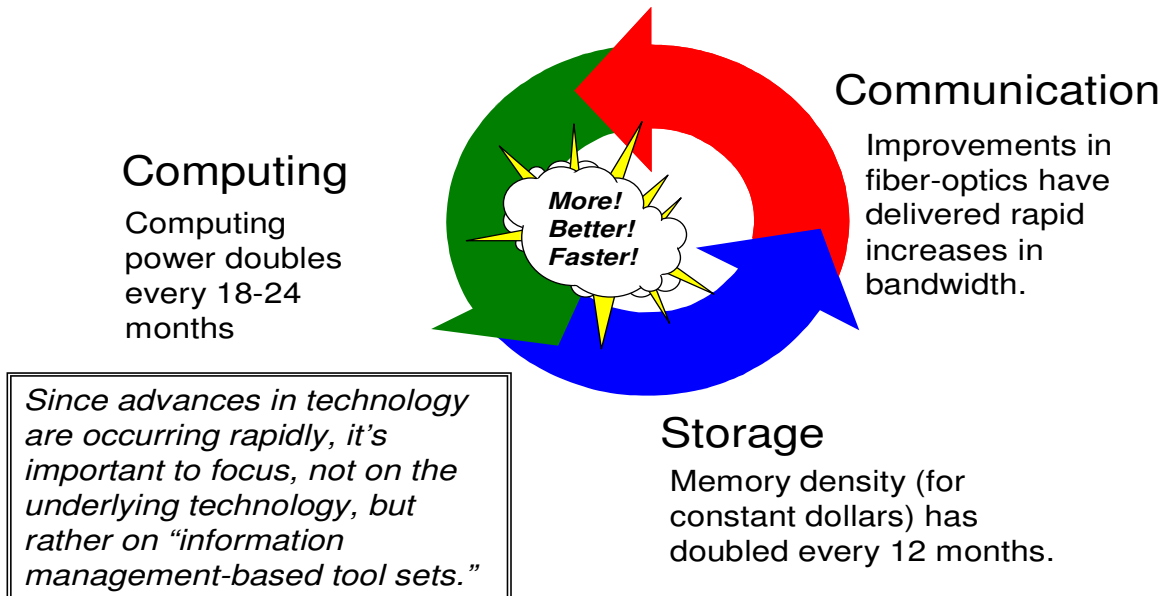 Communication
Improvements in
fiber-optics have
delivered rapid
increases in
bandwidth.
Computing
Computing
power doubles
every 18-24
months
More!
Better!
Faster!
Since advances in technology
are occurring rapidly, it’s
important to focus, not on the
underlying technology, but
rather on “information
management-based tool sets.”
Storage
Memory density (for
constant dollars) has
doubled every 12 months.